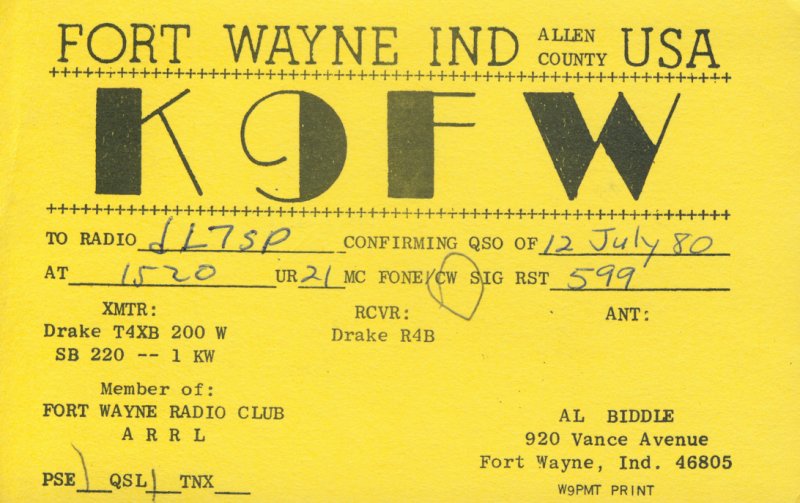 FORT WAYNE IND ALLEN COUNTY USA
K9FW
TO RADIO dL7SP CONFIRMING QSO OF 12 July 80
AT 1520 UR 21 MC FONE/CW SIG RST 599
XMTR: RCVR: ANT:
Drake T4XB 200 W Drake R4B
SB 220 -- 1 KW
Member of:
FORT WAYNE RADIO CLUB
A R R L
AL BIDDLE
920 Vance Avenue
Fort Wayne, Ind. 46805
PSE QSL TNX
W9PMT PRINT